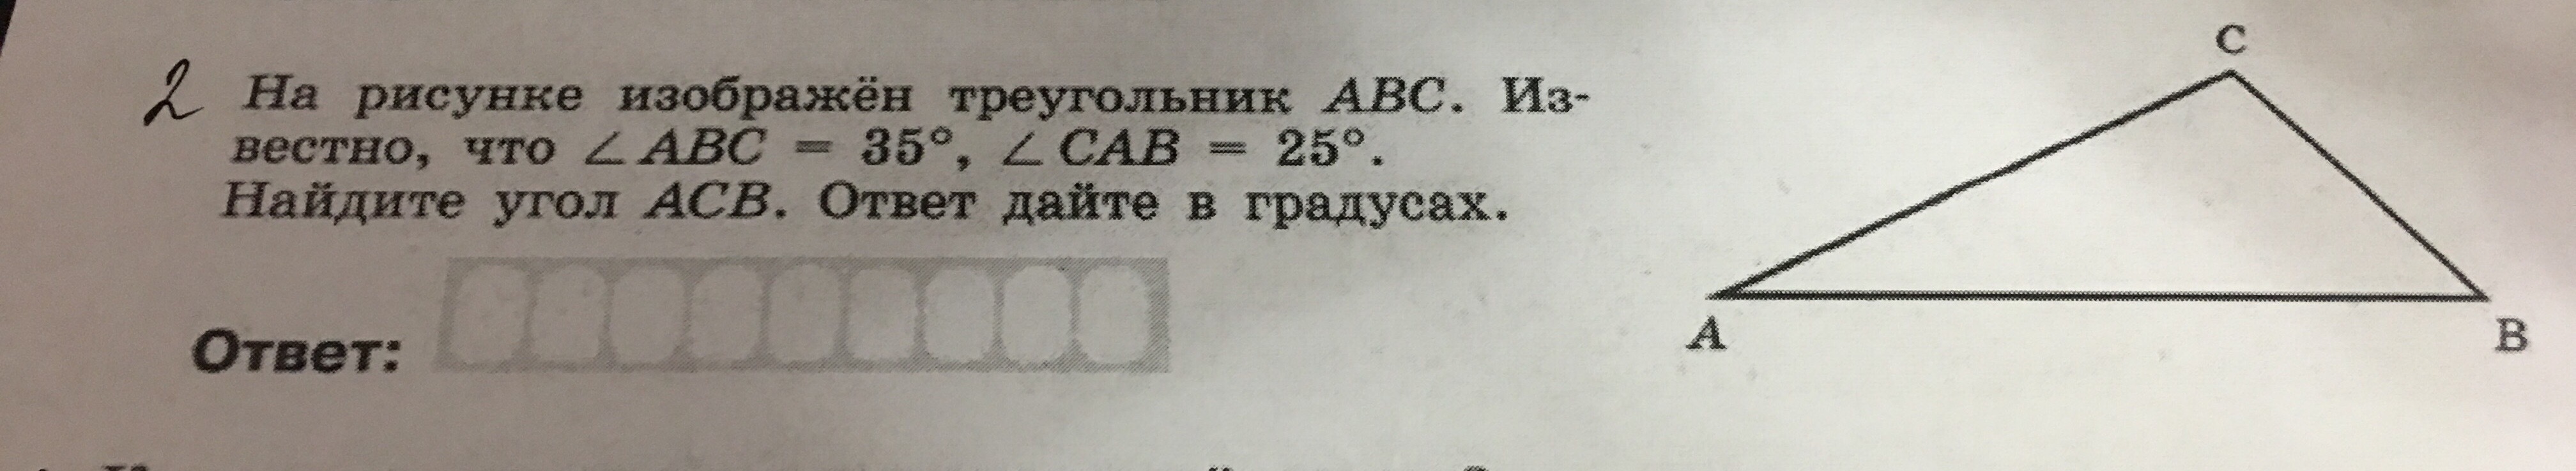 2 На рисунке изображён треугольник ABC. Из-
вестно, что ∠ABC = 35°, ∠CAB = 25°.
Найдите угол ACB. Ответ дайте в градусах.
Ответ:
C
A
B